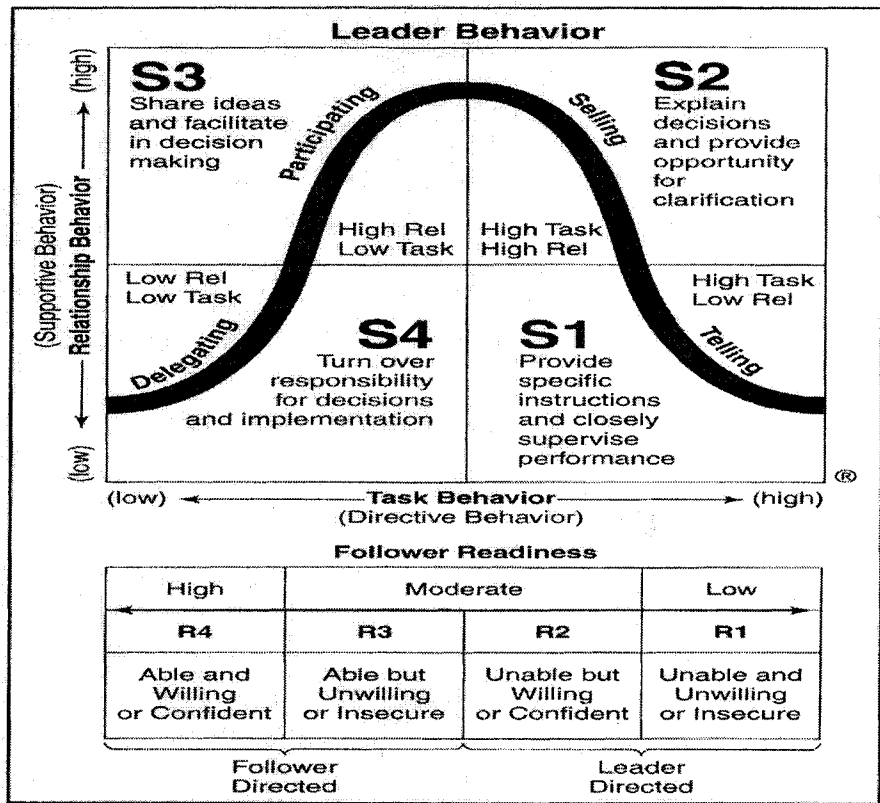 Leader Behavior
S3
Share ideas
and facilitate
in decision
making
Participating
Selling
S2
Explain
decisions
and provide
opportunity
for
clarification
High Rel
Low Task
High Task
High Rel
Low Rel
Low Task
High Task
Low Rel
Delegating
S4
Turn over
responsibility
for decisions
and implementation
S1
Provide
specific
instructions
and closely
supervise
performance
Telling
(high)
(Supportive Behavior)
Relationship Behavior
(low)
®
(low) Task Behavior (high)
(Directive Behavior)
Follower Readiness
High Moderate Low
R4 R3 R2 R1
Able and
Willing
or Confident
Able but
Unwilling
or Insecure
Unable but
Willing
or Confident
Unable and
Unwilling
or Insecure
Follower
Directed
Leader
Directed